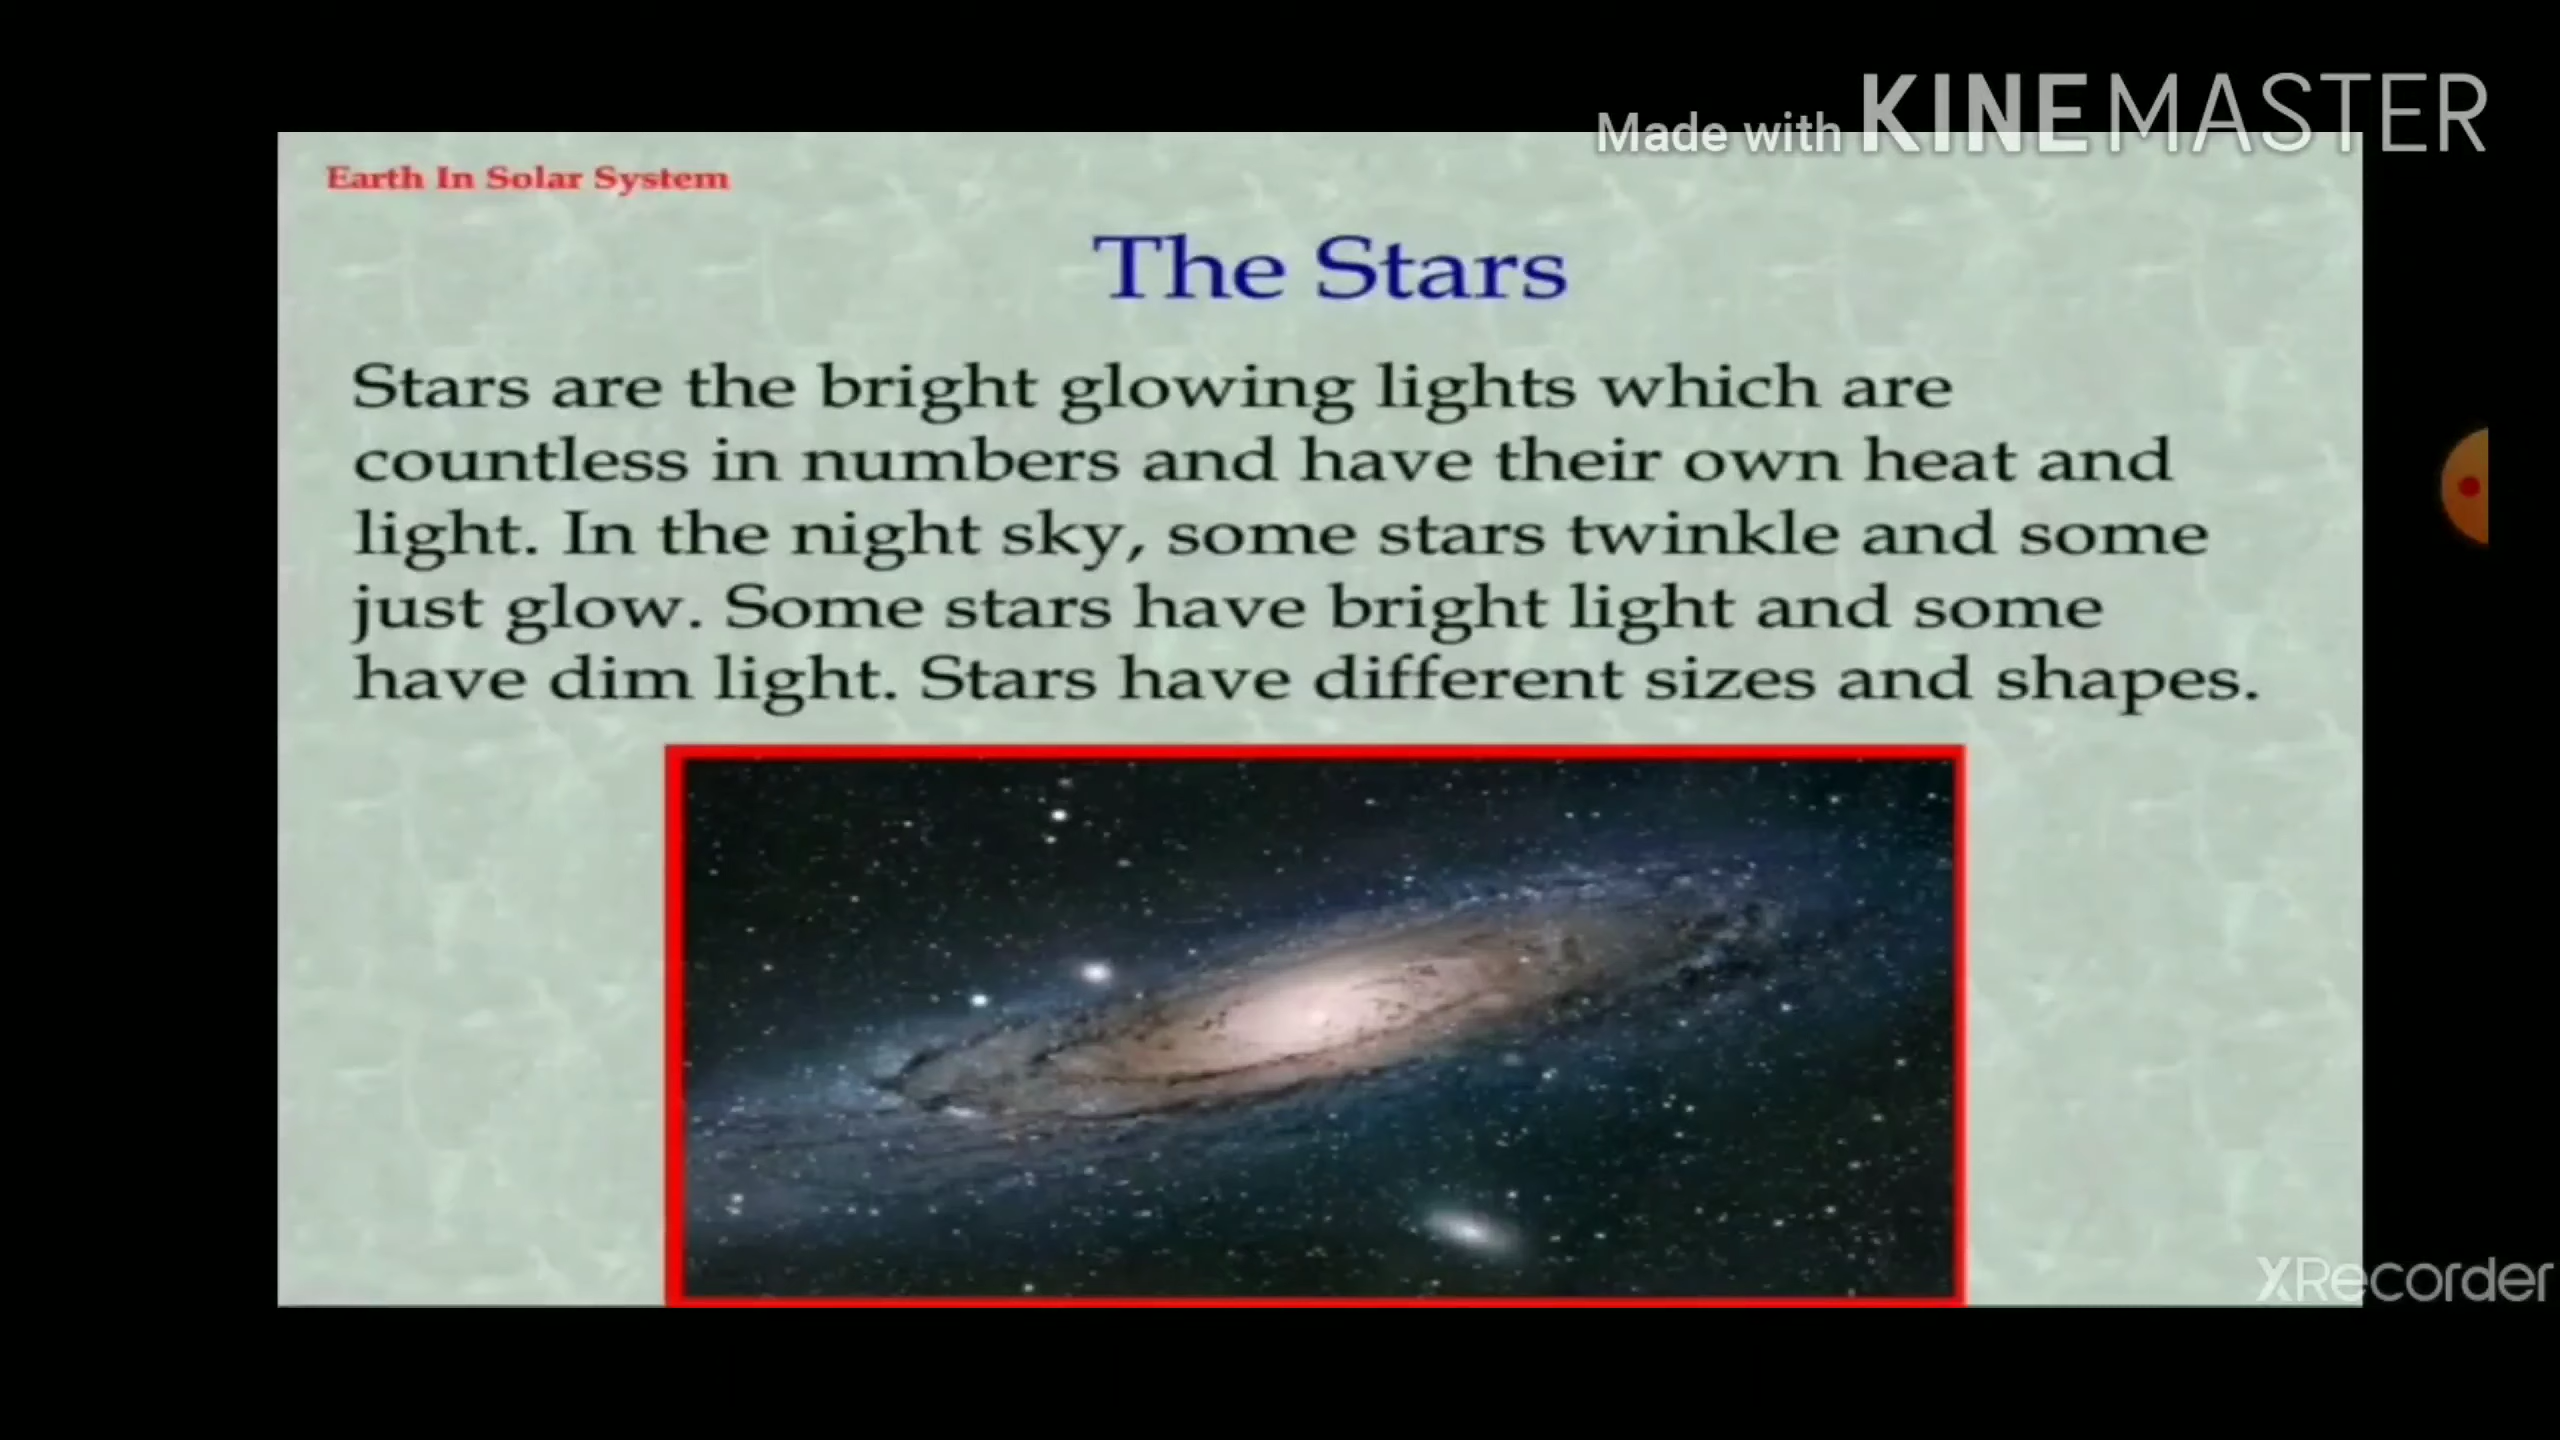 Made with KINEMASTER
Earth In Solar System
The Stars
Stars are the bright glowing lights which are
countless in numbers and have their own heat and
light. In the night sky, some stars twinkle and some
just glow. Some stars have bright light and some
have dim light. Stars have different sizes and shapes.
XRecorder